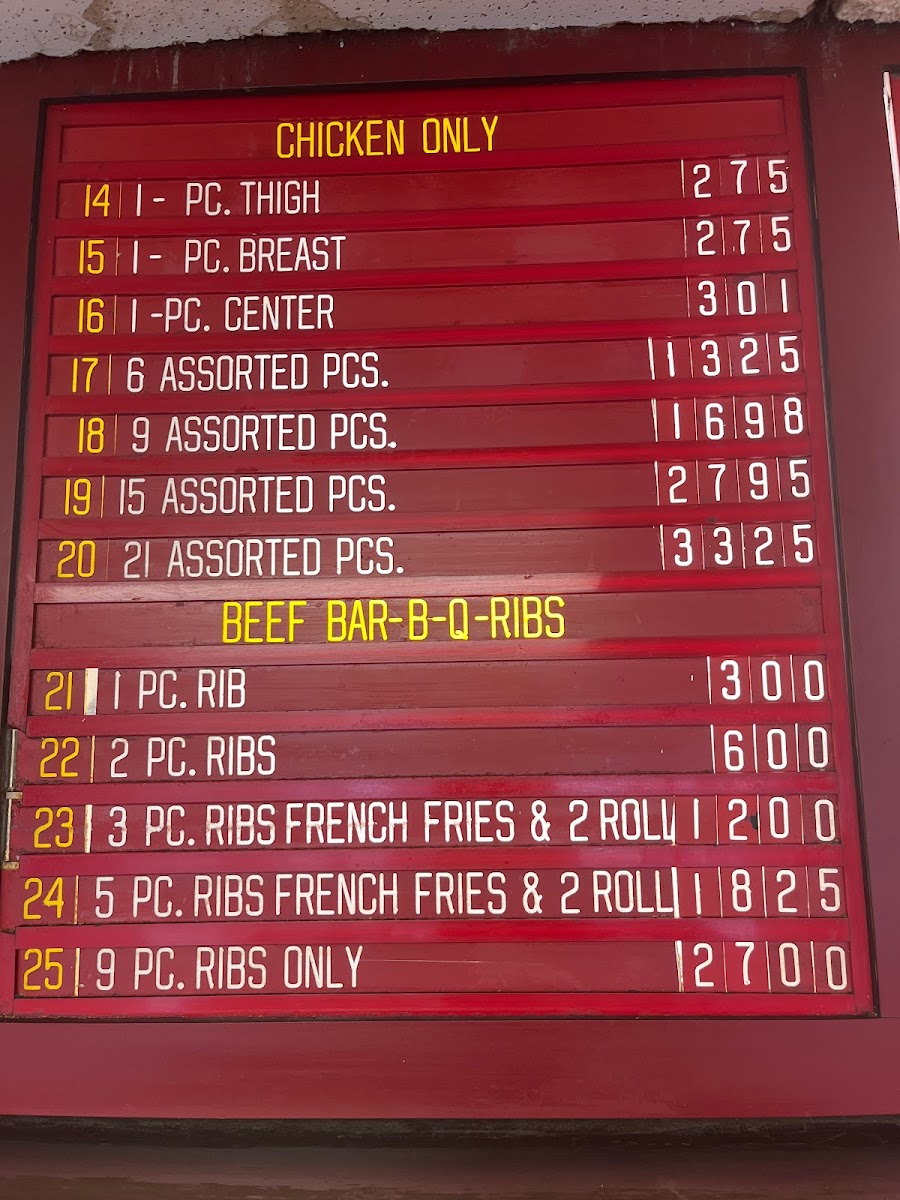 CHICKEN ONLY
14 1- PC. THIGH 275
15 1- PC. BREAST 275
16 1-PC. CENTER 301
17 6 ASSORTED PCS. 1325
18 9 ASSORTED PCS. 1698
19 15 ASSORTED PCS. 2795
20 21 ASSORTED PCS. 3325
BEEF BAR-B-Q-RIBS
21 1 PC. RIB 300
22 2 PC. RIBS 600
23 3 PC. RIBS FRENCH FRIES & 2 ROLL 1200
24 5 PC. RIBS FRENCH FRIES & 2 ROLL 1825
25 9 PC. RIBS ONLY 2700